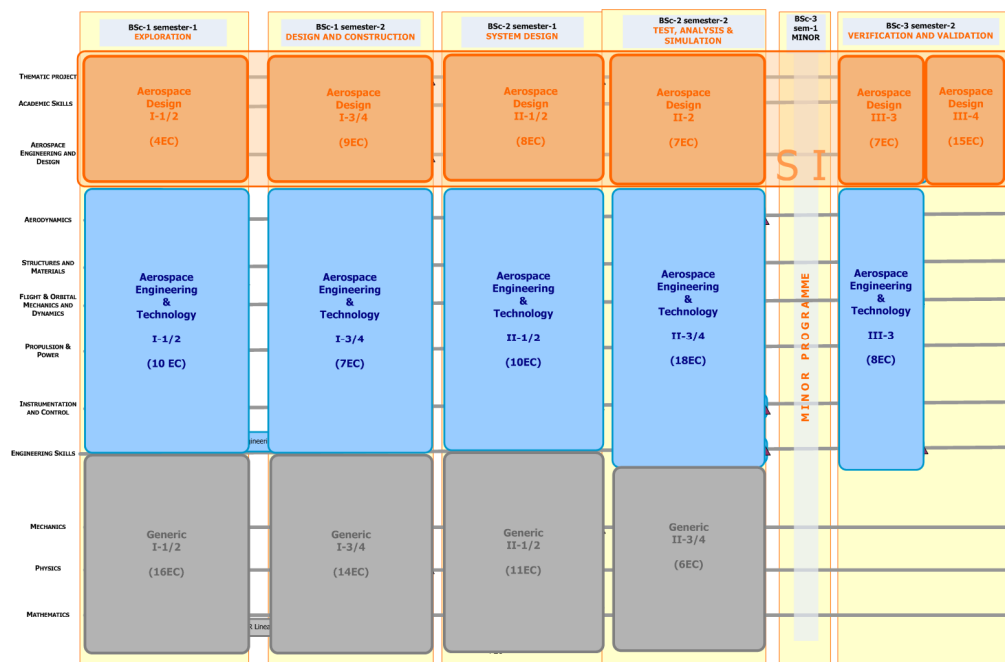 BSc-1 semester-1
EXPLORATION
BSc-1 semester-2
DESIGN AND CONSTRUCTION
BSc-2 semester-1
SYSTEM DESIGN
BSc-2 semester-2
TEST, ANALYSIS &
SIMULATION
BSc-3
sem-1
MINOR
BSc-3 semester-2
VERIFICATION AND VALIDATION
THEMATIC PROJECT
ACADEMIC SKILLS
AEROSPACE
ENGINEERING AND
DESIGN
Aerospace
Design
I-1/2
(4EC)
Aerospace
Design
I-3/4
(9EC)
Aerospace
Design
II-1/2
(8EC)
Aerospace
Design
II-2
(7EC)
S I
Aerospace
Design
III-3
(7EC)
Aerospace
Design
III-4
(15EC)
AERODYNAMICS
STRUCTURES AND
MATERIALS
FLIGHT & ORBITAL
MECHANICS AND
DYNAMICS
PROPULSION &
POWER
INSTRUMENTATION
AND CONTROL
ENGINEERING SKILLS
Aerospace
Engineering
&
Technology
I-1/2
(10 EC)
Aerospace
Engineering
&
Technology
I-3/4
(7EC)
Aerospace
Engineering
&
Technology
II-1/2
(10EC)
Aerospace
Engineering
&
Technology
II-3/4
(18EC)
MINOR PROGRAMME
Aerospace
Engineering
&
Technology
III-3
(8EC)
MECHANICS
PHYSICS
MATHEMATICS
Generic
I-1/2
(16EC)
Generic
I-3/4
(14EC)
Generic
II-1/2
(11EC)
Generic
II-3/4
(6EC)
R Linea